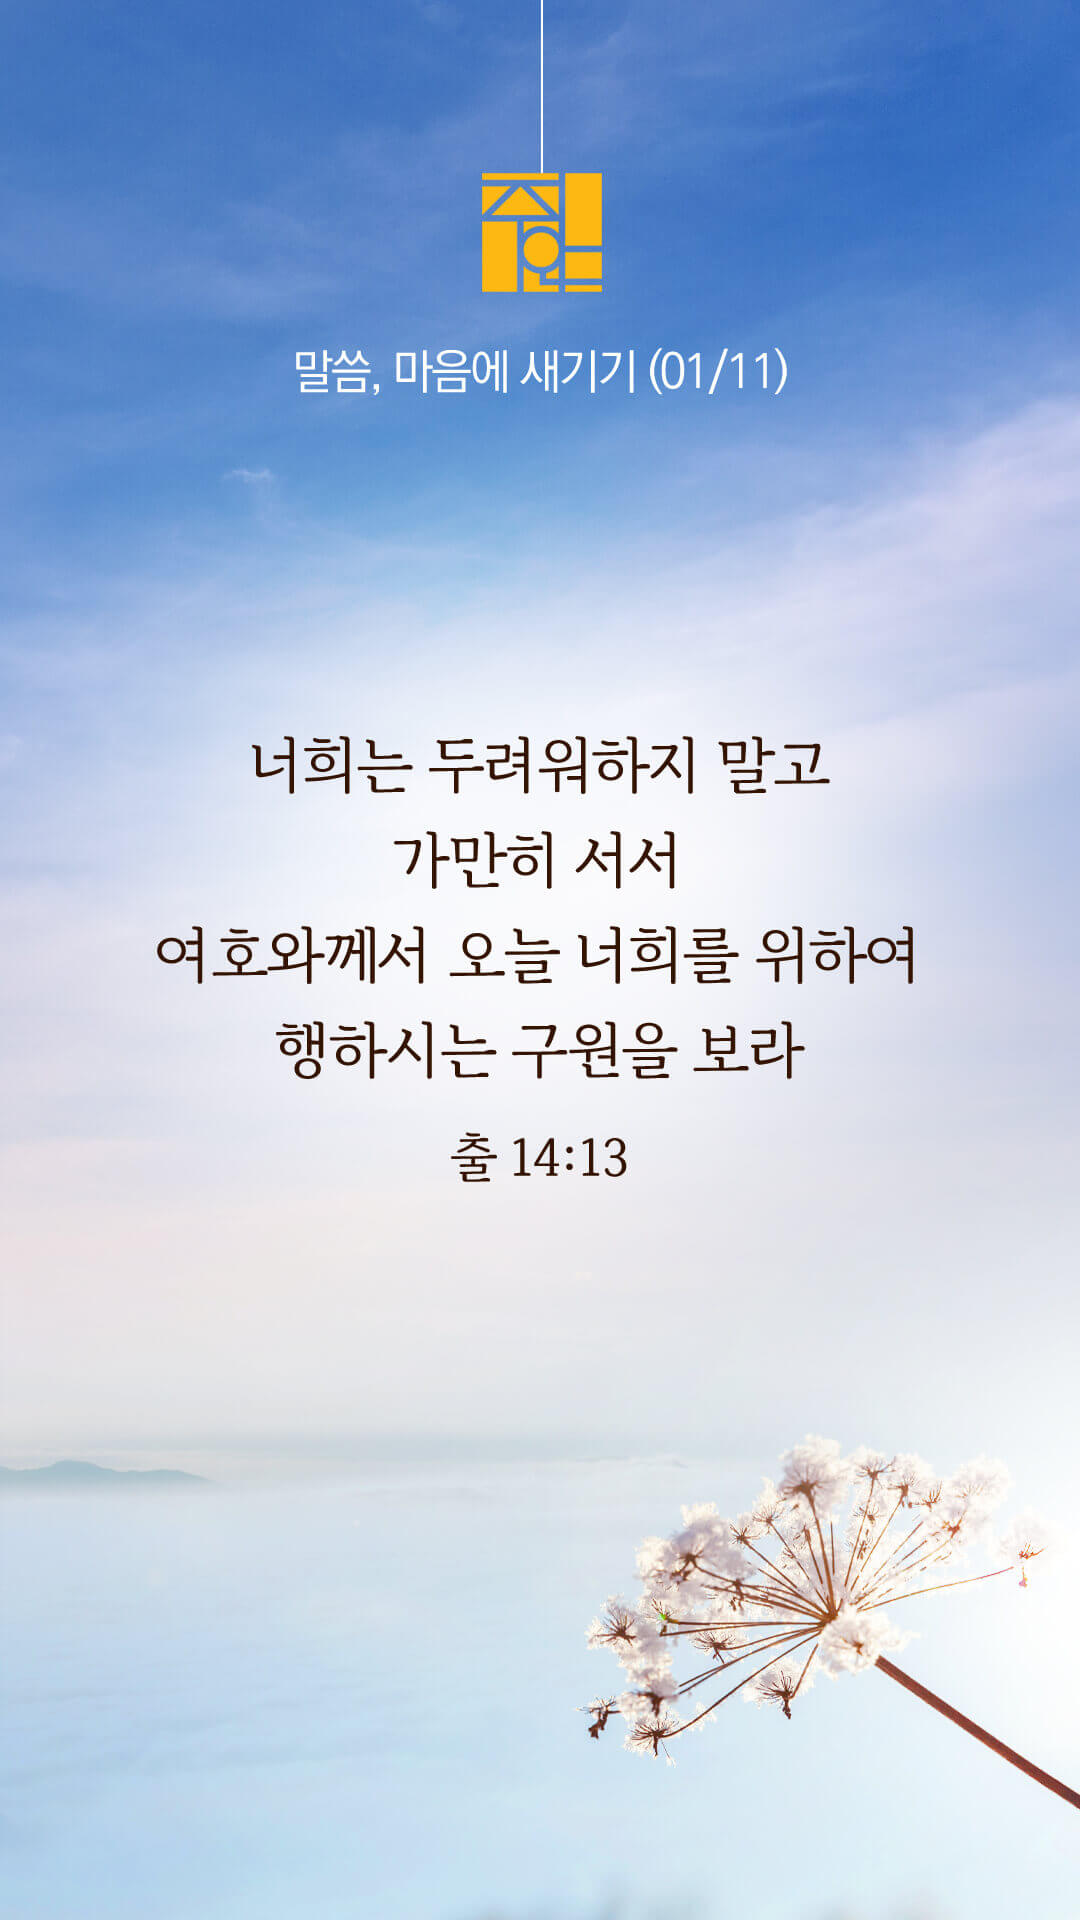 말씀, 마음에 새기기 (01/11)
너희는 두려워하지 말고
가만히 서서
여호와께서 오늘 너희를 위하여
행하시는 구원을 보라
출 14:13